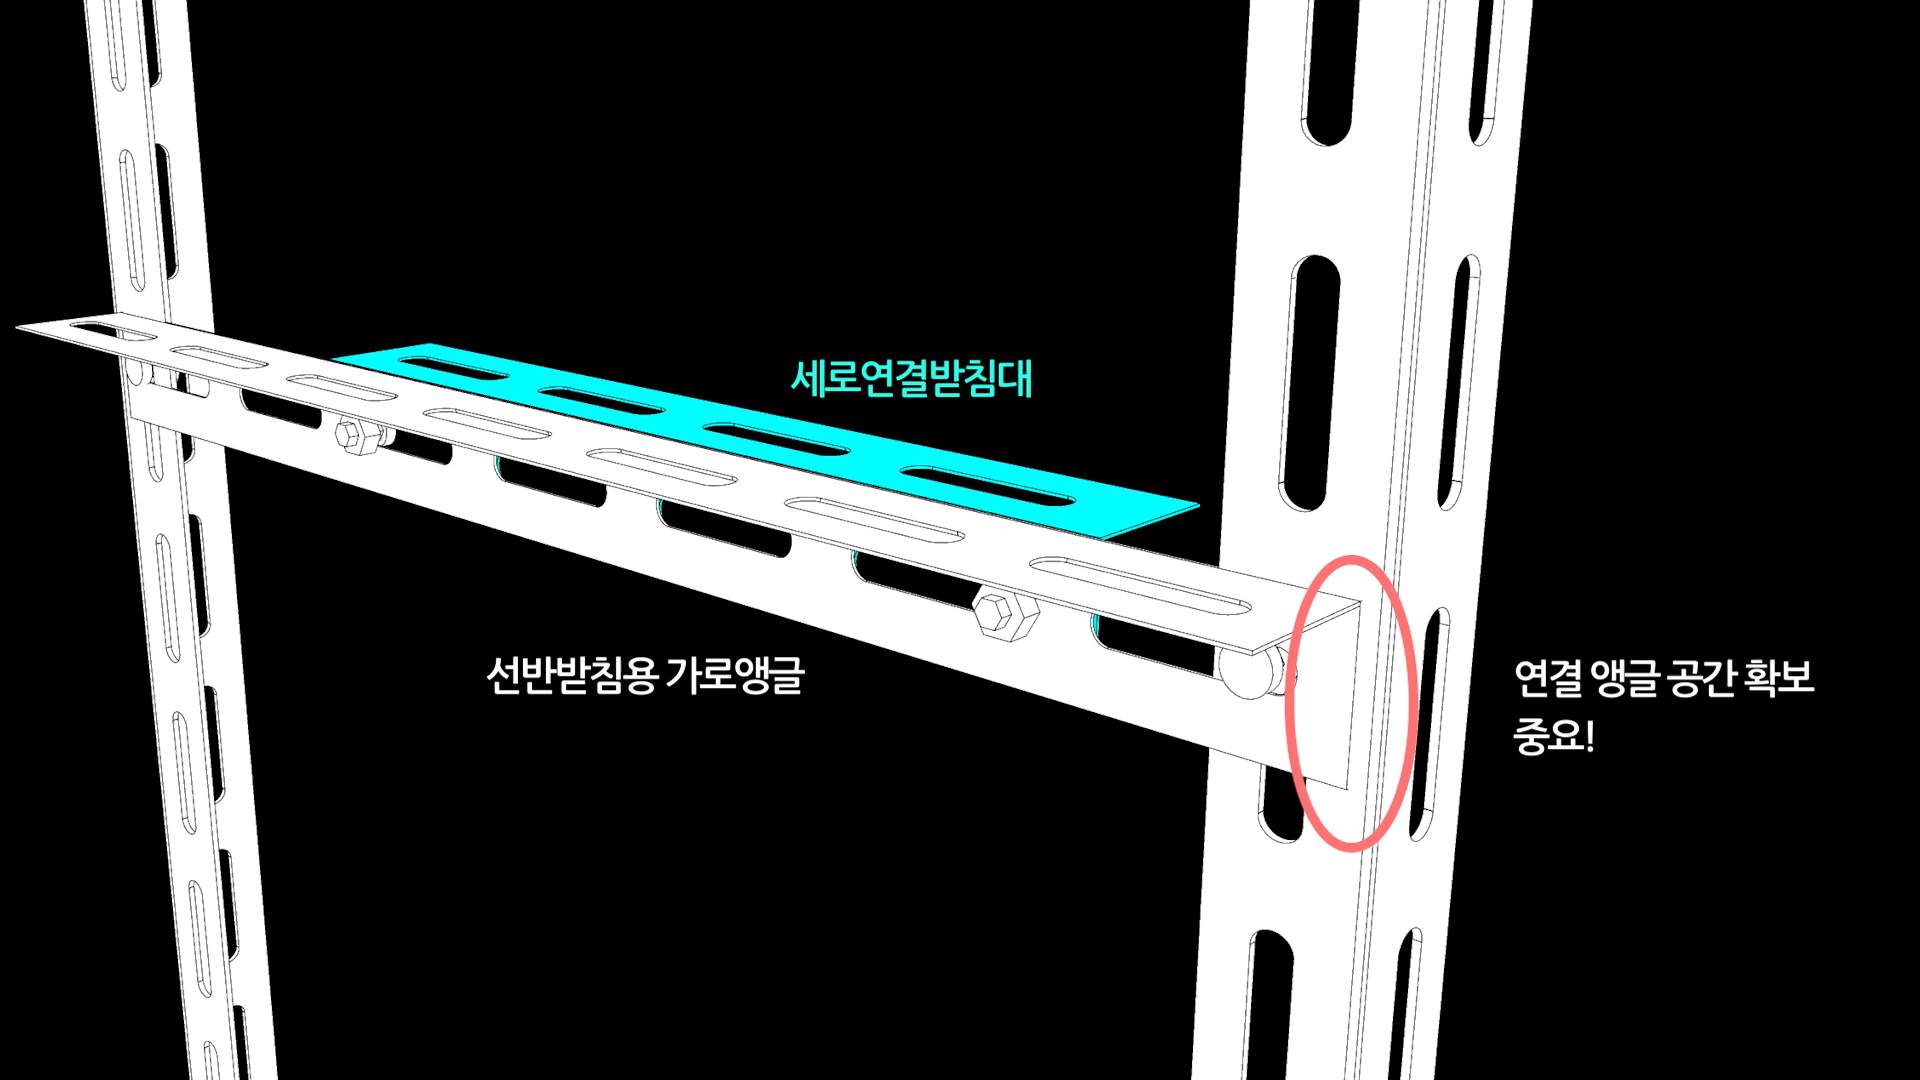 세로연결받침대
선반받침용 가로앵글
연결 앵글 공간 확보
중요!